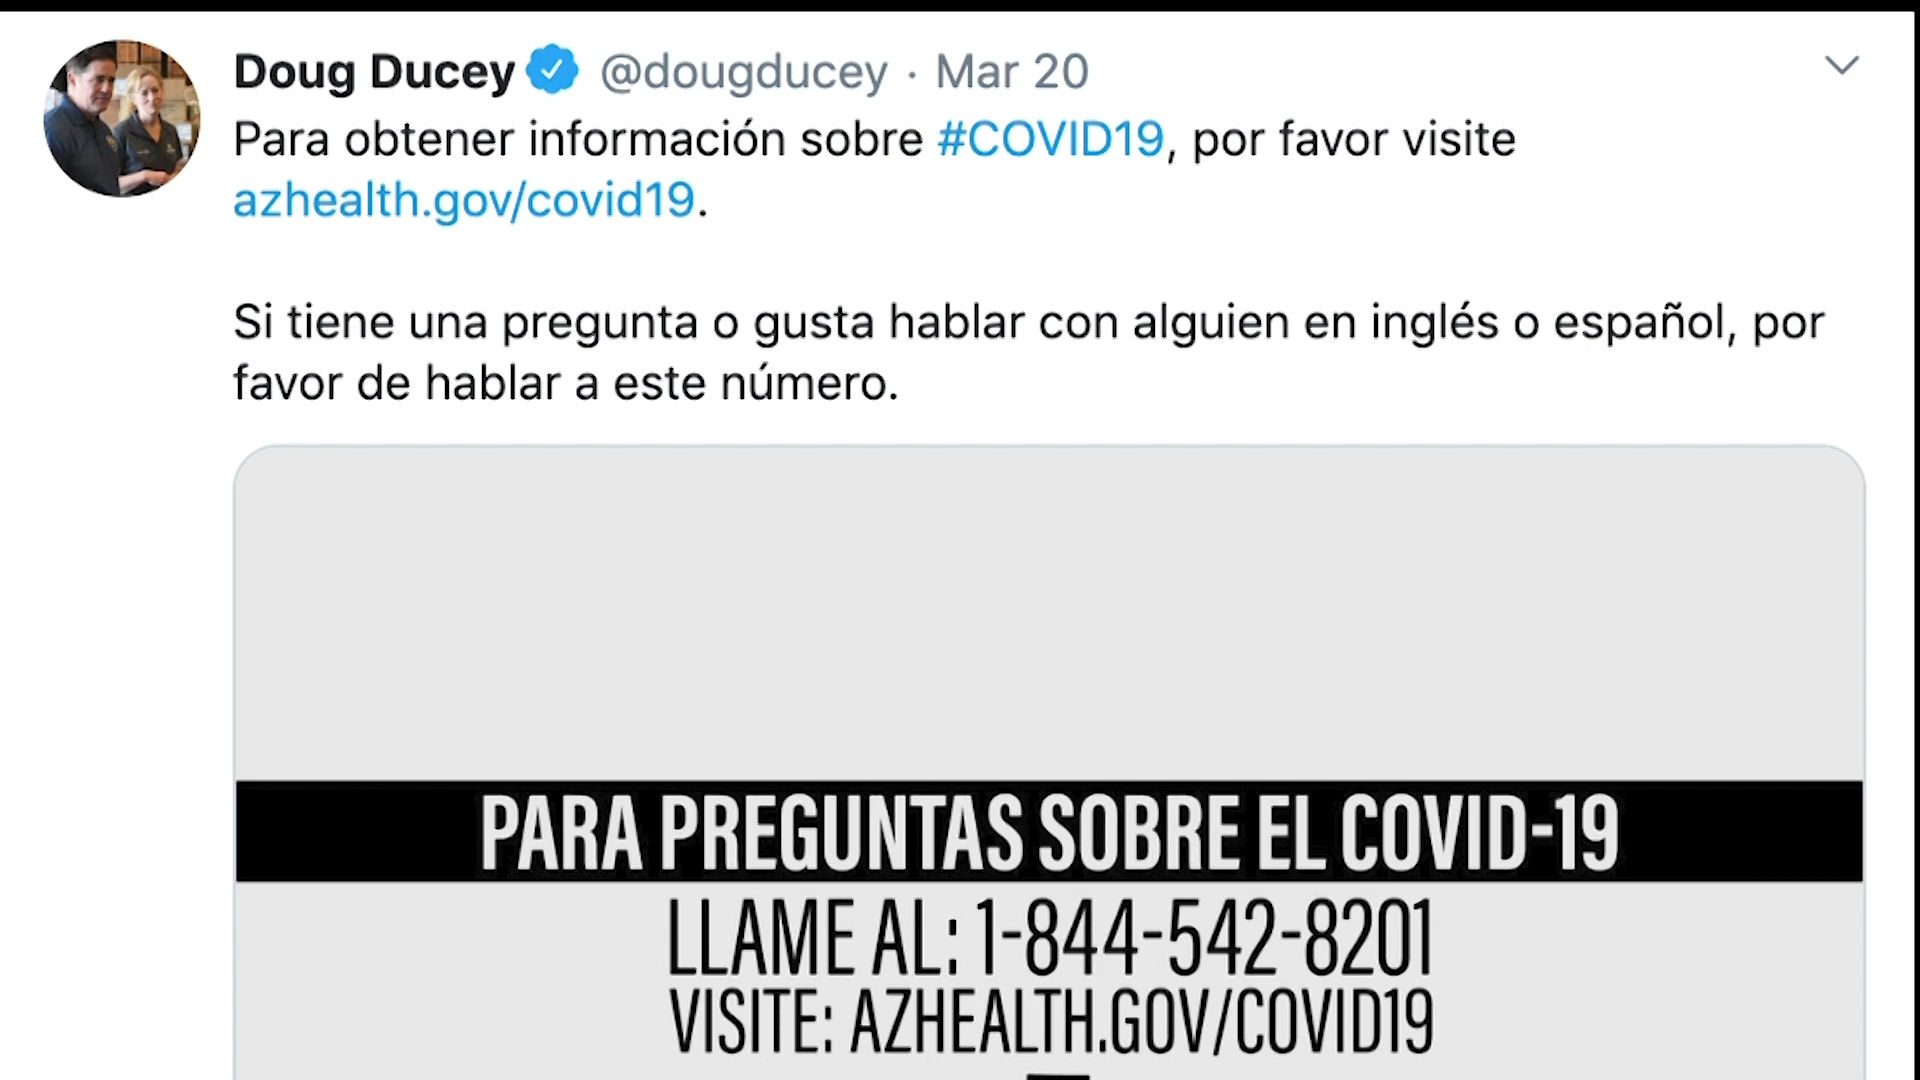 Doug Ducey @dougducey · Mar 20
Para obtener información sobre #COVID19, por favor visite
azhealth.gov/covid19.
Si tiene una pregunta o gusta hablar con alguien en inglés o español, por
favor de hablar a este número.
PARA PREGUNTAS SOBRE EL COVID-19
LLAME AL: 1-844-542-8201
VISITE: AZHEALTH.GOV/COVID19